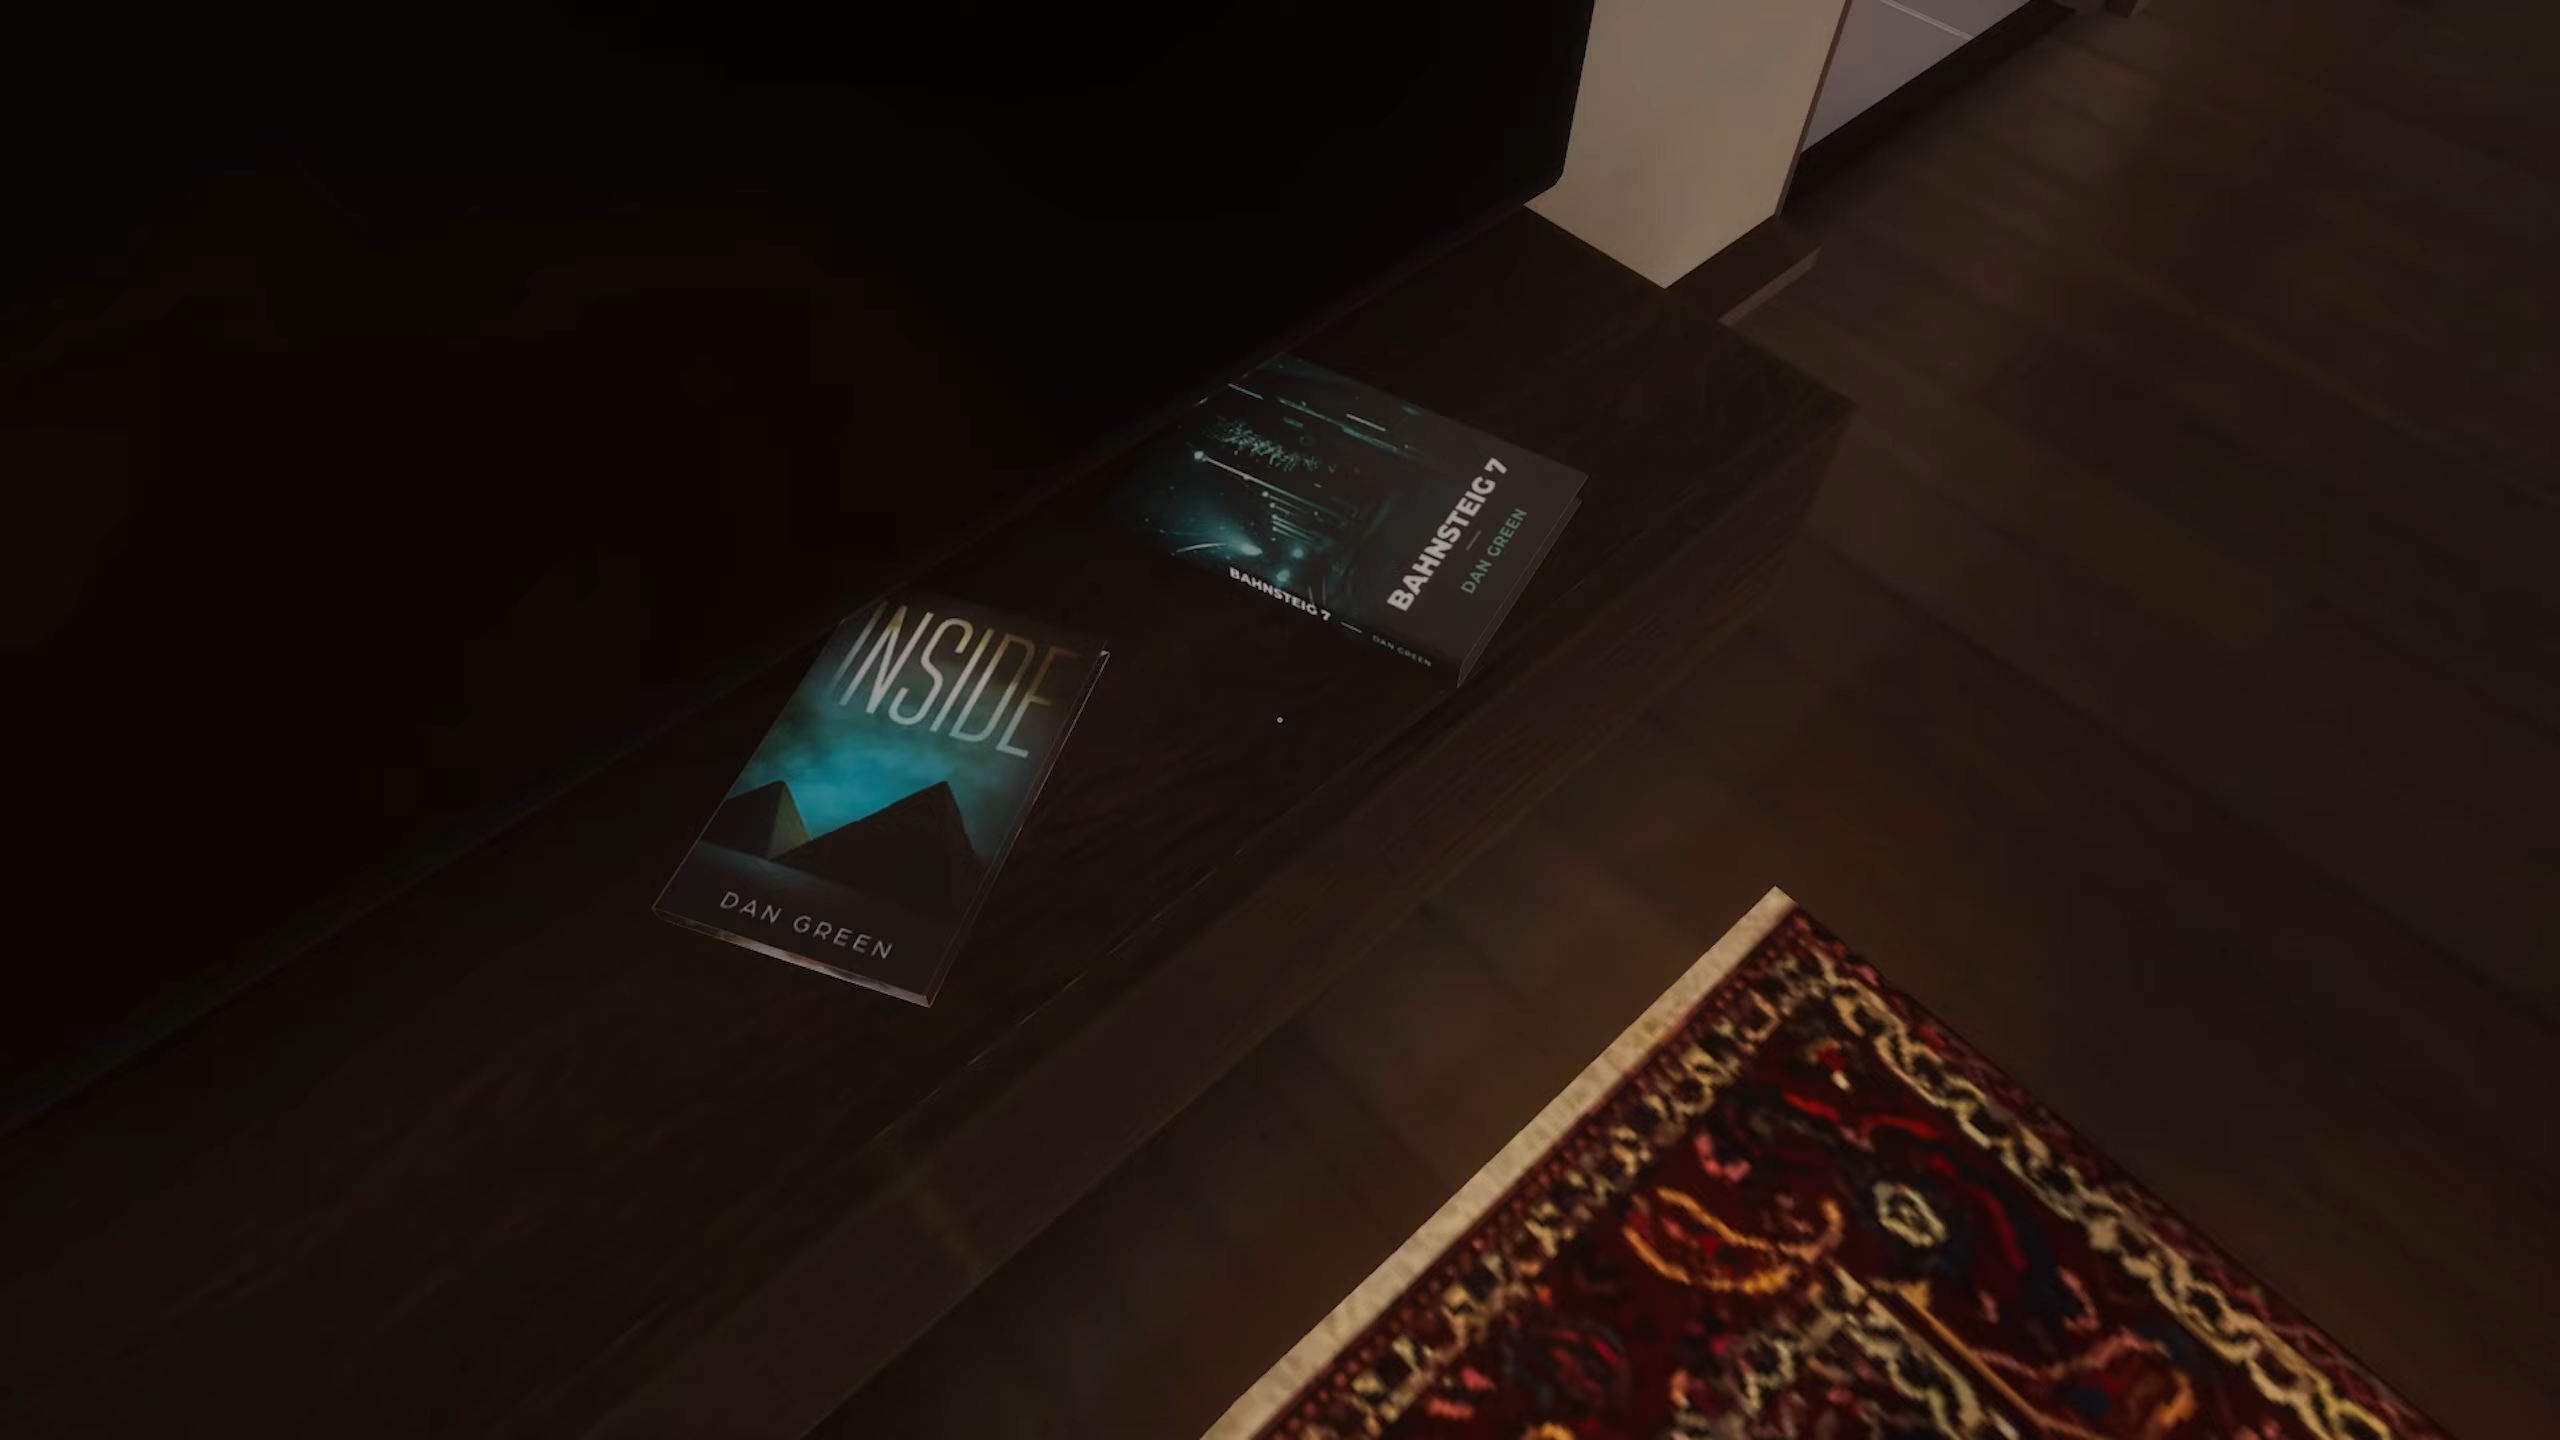 INSIDE
DAN GREEN
BAHNSTEIG 7
DAN GREEN
BAHNSTEIG 7 — DAN GREEN